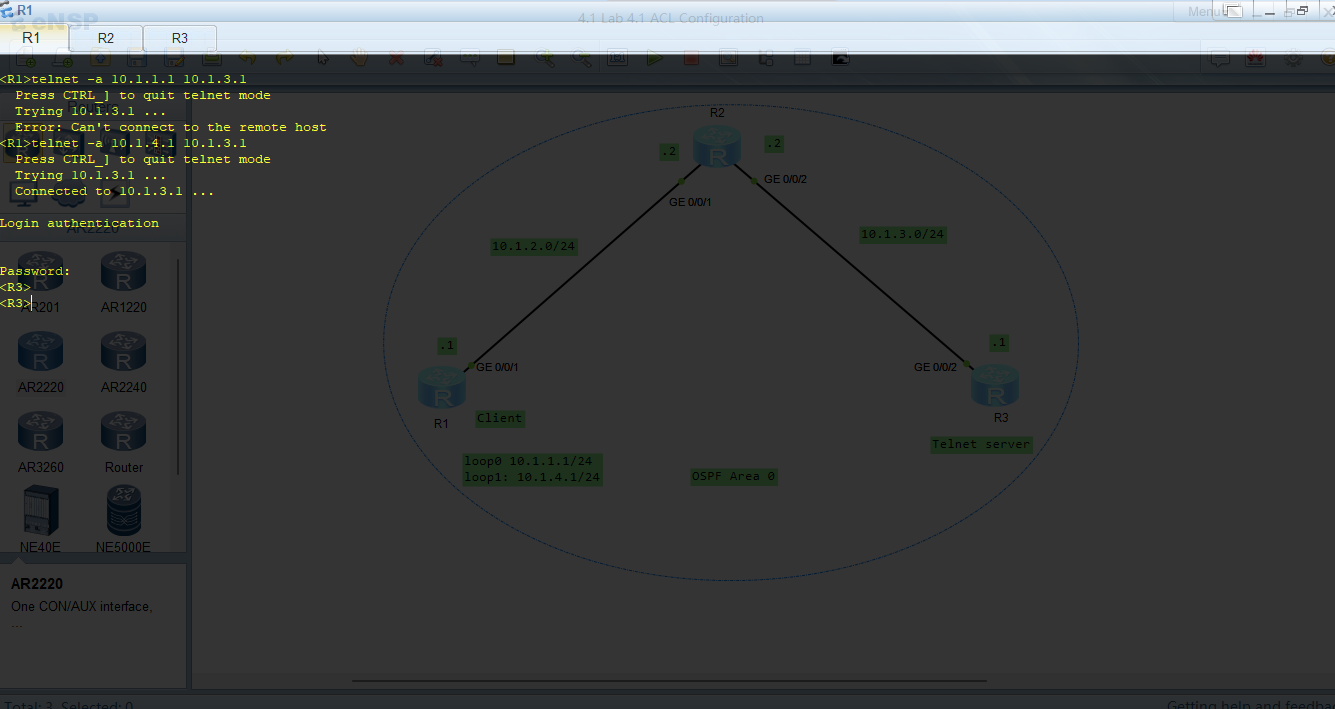 R1
eNSP
4.1 Lab 4.1 ACL Configuration
Menu
R1
R2
R3
<R1>telnet -a 10.1.1.1 10.1.3.1
Press CTRL_] to quit telnet mode
Trying 10.1.3.1 ...
Error: Can't connect to the remote host
<R1>telnet -a 10.1.4.1 10.1.3.1
Press CTRL_] to quit telnet mode
Trying 10.1.3.1 ...
Connected to 10.1.3.1 ...
Login authentication
AR2220
Password:
<R3>
<R3>
AR201
AR1220
AR2220
AR2240
AR3260
Router
NE40E
NE5000E
AR2220
One CON/AUX interface,
...
R2
.2
.2
GE 0/0/2
GE 0/0/1
10.1.2.0/24
10.1.3.0/24
.1
.1
GE 0/0/1
GE 0/0/2
R1
Client
R3
Telnet server
loop0 10.1.1.1/24
loop1: 10.1.4.1/24
OSPF Area 0
Total: 3 Selected: 0
Getting help and feedba